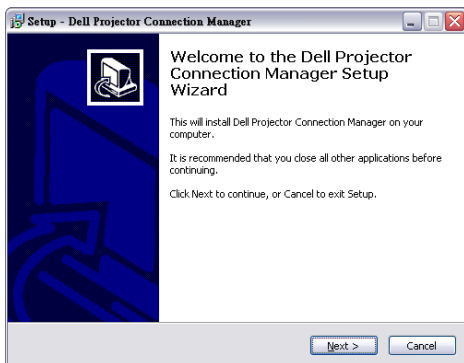 Setup - Dell Projector Connection Manager
Welcome to the Dell Projector
Connection Manager Setup
Wizard
This will install Dell Projector Connection Manager on your
computer.
It is recommended that you close all other applications before
continuing.
Click Next to continue, or Cancel to exit Setup.
Next >
Cancel